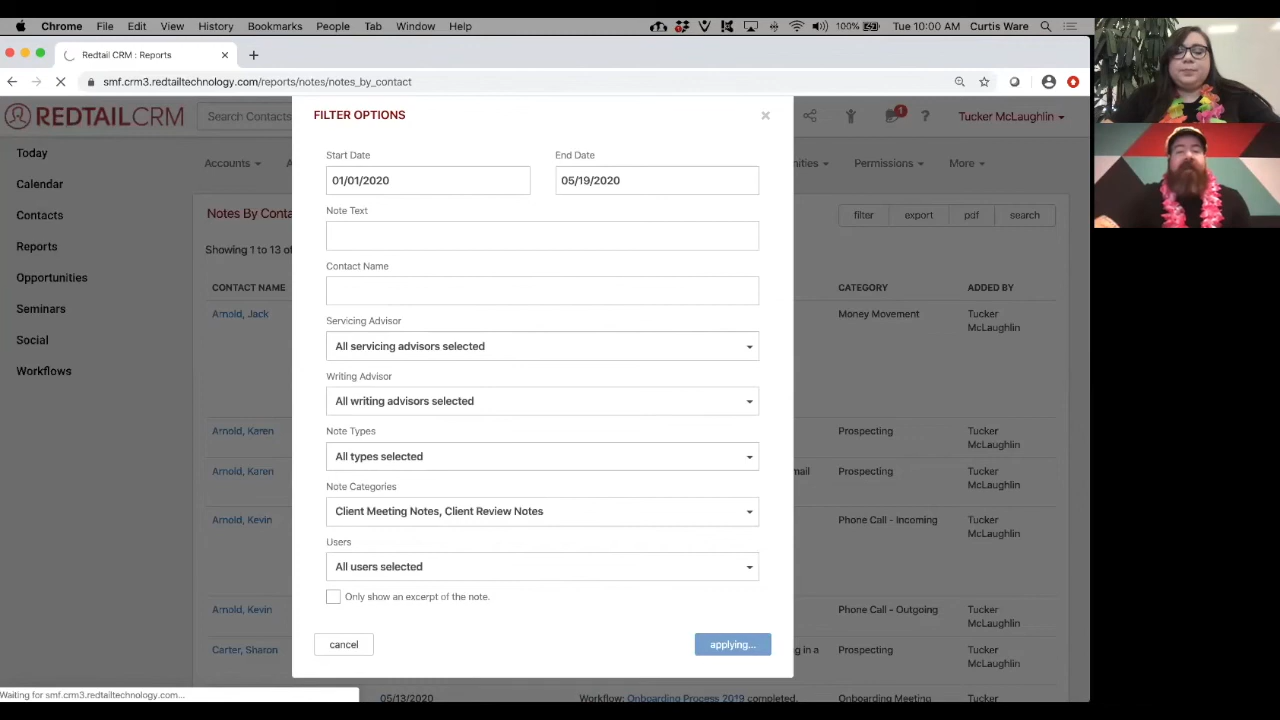 Chrome File Edit View History Bookmarks People Tab Window Help 100% Tue 10:00 AM Curtis Ware
Redtail CRM : Reports
smf.crm3.redtailtechnology.com/reports/notes/notes_by_contact
REDTAILCRM
Search Contacts
FILTER OPTIONS
1
?
Tucker McLaughlin
Today
Calendar
Contacts
Reports
Opportunities
Seminars
Social
Workflows
Accounts
Permissions
More
Notes By Conta
filter export pdf search
Showing 1 to 13 of
CONTACT NAME CATEGORY ADDED BY
Arnold, Jack Money Movement Tucker McLaughlin
Arnold, Karen Prospecting Tucker McLaughlin
Arnold, Karen Prospecting Tucker McLaughlin
Arnold, Kevin Phone Call - Incoming Tucker McLaughlin
Arnold, Kevin Phone Call - Outgoing Tucker McLaughlin
Carter, Sharon ing in a Prospecting Tucker McLaughlin
05/13/2020 Workflow: Onboarding Process 2019 completed. Onboarding Meeting Tucker
Start Date End Date
01/01/2020 05/19/2020
Note Text
Contact Name
Servicing Advisor
All servicing advisors selected
Writing Advisor
All writing advisors selected
Note Types
All types selected
Note Categories
Client Meeting Notes, Client Review Notes
Users
All users selected
Only show an excerpt of the note.
cancel applying...
Waiting for smf.crm3.redtailtechnology.com...